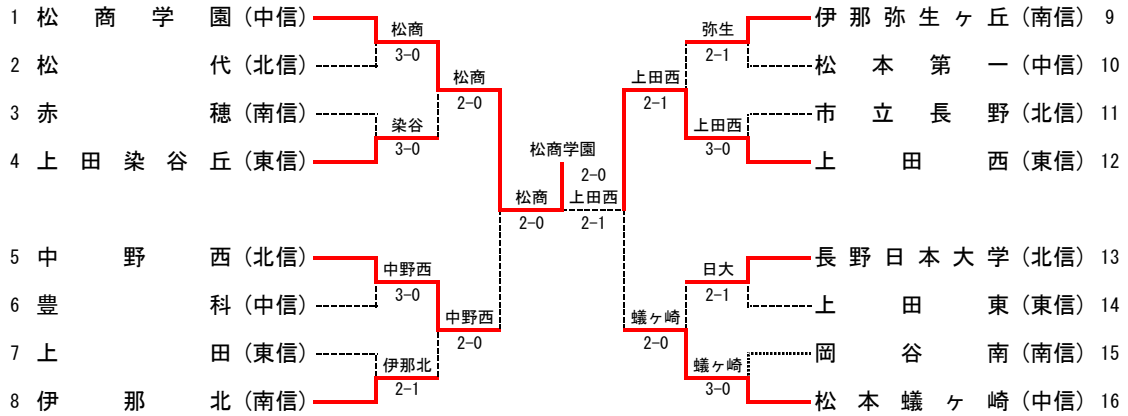 1 松商学園(中信)
松商
3-0
2 松代(北信)
松商
2-0
3 赤穂(南信)
染谷
3-0
4 上田染谷丘(東信)
松商
2-0
5 中野西(北信)
中野西
3-0
6 豊科(中信)
中野西
2-0
7 上田(東信)
伊那北
2-1
8 伊那北(南信)
松商学園
2-0
伊那弥生ヶ丘(南信) 9
弥生
2-1
松本第一(中信) 10
上田西
2-1
市立長野(北信) 11
上田西
3-0
上田西(東信) 12
上田西
2-1
長野日本大学(北信) 13
日大
2-1
上田東(東信) 14
蟻ヶ崎
2-0
岡谷南(南信) 15
蟻ヶ崎
3-0
松本蟻ヶ崎(中信) 16